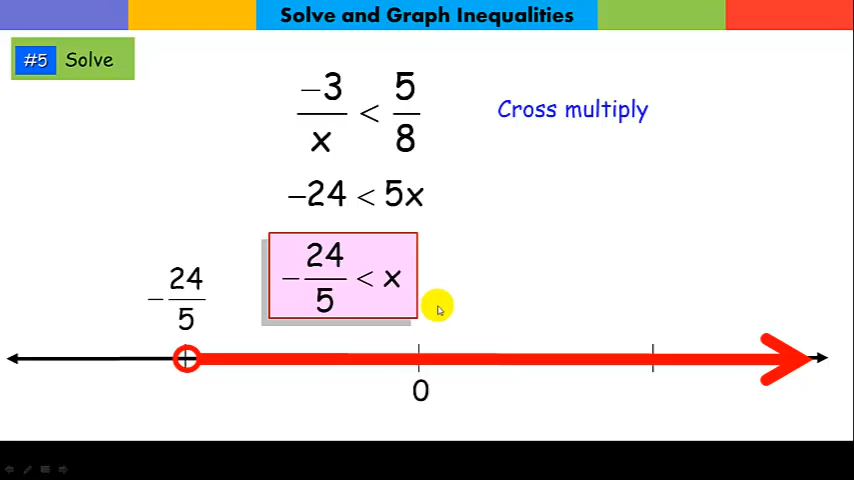 Solve and Graph Inequalities
#5 Solve
−3/x < 5/8
Cross multiply
−24 < 5x
−24/5 < x
−24/5
0